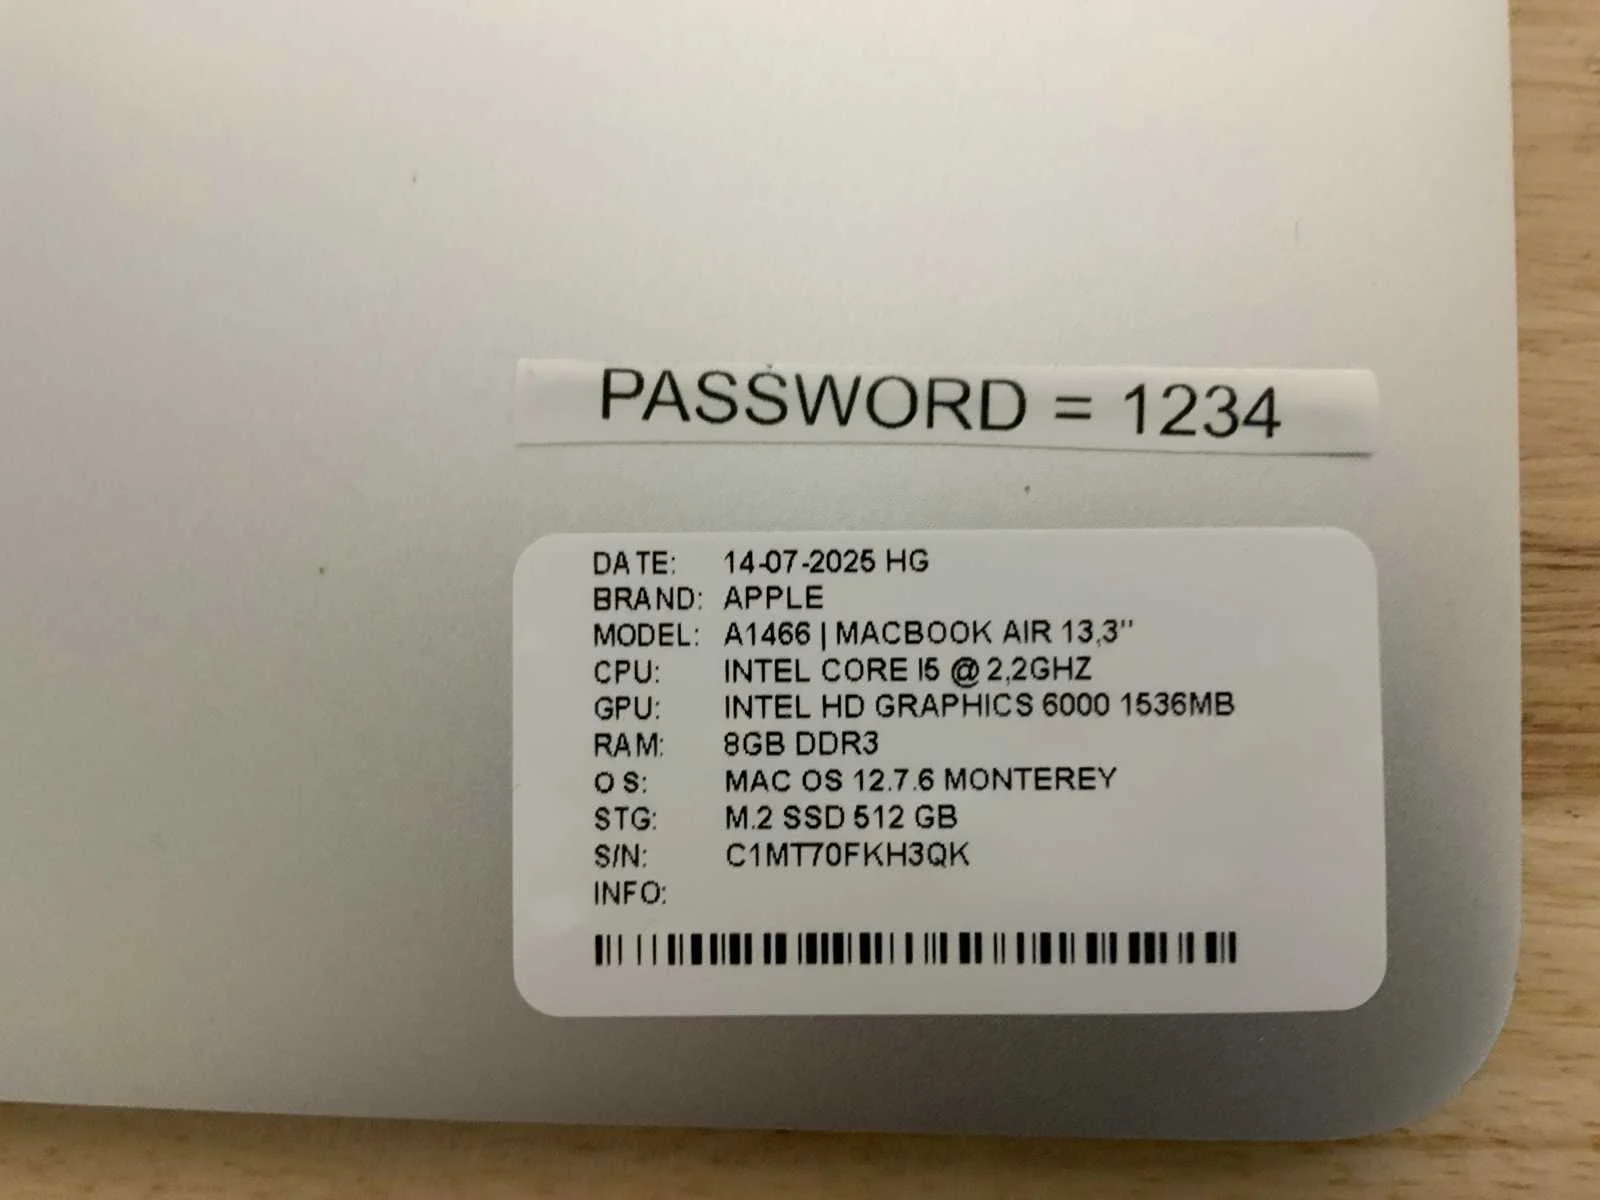 PASSWORD = 1234
DATE: 14-07-2025 HG
BRAND: APPLE
MODEL: A1466 | MACBOOK AIR 13,3''
CPU: INTEL CORE I5 @ 2,2GHZ
GPU: INTEL HD GRAPHICS 6000 1536MB
RAM: 8GB DDR3
OS: MAC OS 12.7.6 MONTEREY
STG: M.2 SSD 512 GB
S/N: C1MT70FKH3QK
INFO: